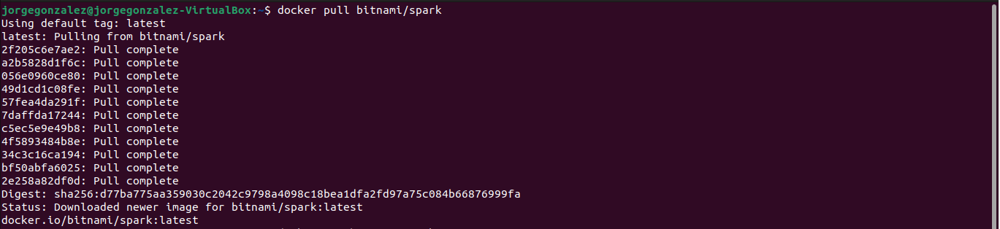 jorgegonzalez@jorgegonzalez-VirtualBox:~$ docker pull bitnami/spark
Using default tag: latest
latest: Pulling from bitnami/spark
2f205c6e7ae2: Pull complete
a2b5828d1f6c: Pull complete
056e0960ce80: Pull complete
49d1cd1c08fe: Pull complete
57fea4da291f: Pull complete
7daffda17244: Pull complete
c5ec5e9e49b8: Pull complete
4f5893484b8e: Pull complete
34c3c16ca194: Pull complete
bf50abfa6025: Pull complete
2e258a82df0d: Pull complete
Digest: sha256:d77ba775aa359030c2042c9798a4098c18bea1dfa2fd97a75c084b66876999fa
Status: Downloaded newer image for bitnami/spark:latest
docker.io/bitnami/spark:latest